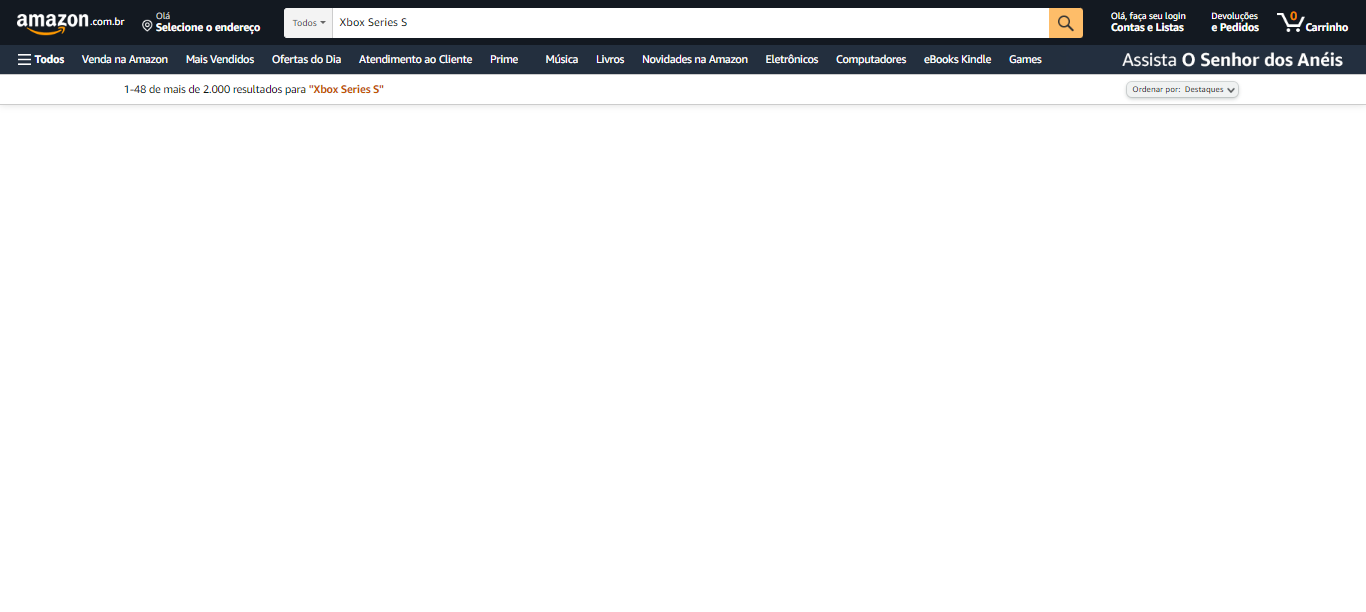 amazon.com.br
Olá
Selecione o endereço
Todos
Xbox Series S
Olá, faça seu login
Contas e Listas
Devoluções
e Pedidos
0
Carrinho
Todos
Venda na Amazon
Mais Vendidos
Ofertas do Dia
Atendimento ao Cliente
Prime
Música
Livros
Novidades na Amazon
Eletrônicos
Computadores
eBooks Kindle
Games
Assista O Senhor dos Anéis
1-48 de mais de 2.000 resultados para "Xbox Series S"
Ordenar por: Destaques